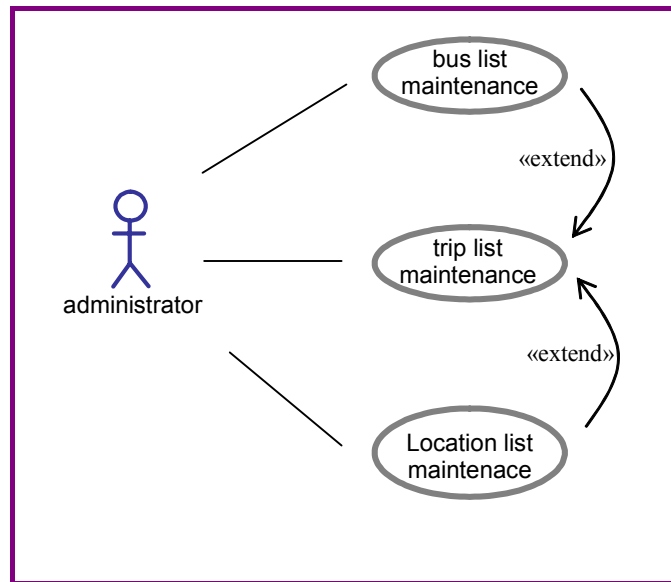 bus list
maintenance
«extend»
trip list
maintenance
administrator
«extend»
Location list
maintenace